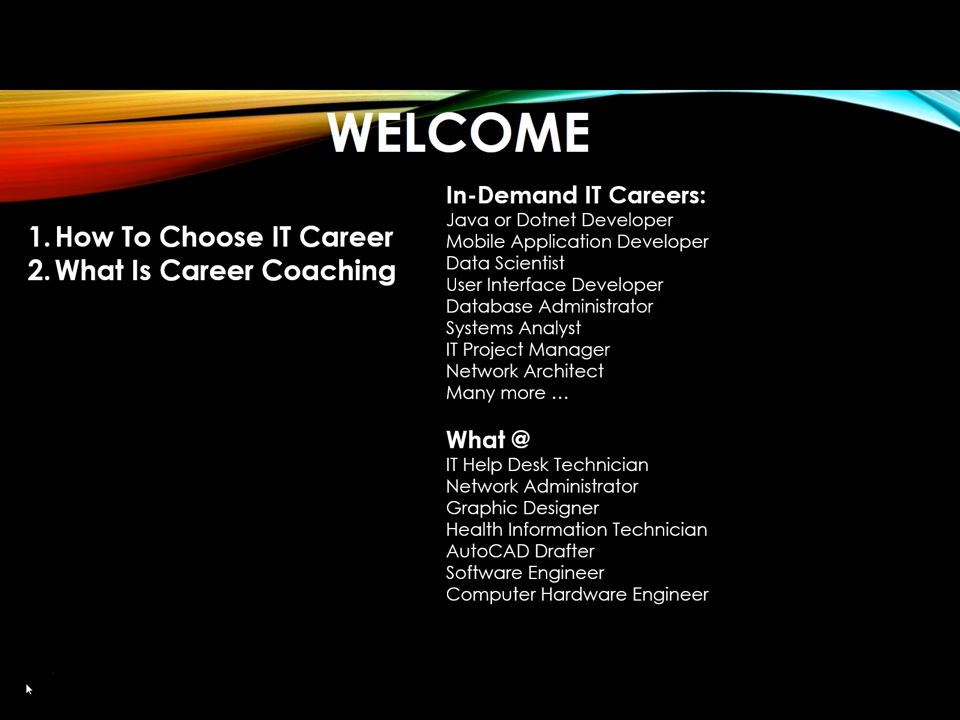 WELCOME
1. How To Choose IT Career
2. What Is Career Coaching
In-Demand IT Careers:
Java or Dotnet Developer
Mobile Application Developer
Data Scientist
User Interface Developer
Database Administrator
Systems Analyst
IT Project Manager
Network Architect
Many more …
What @
IT Help Desk Technician
Network Administrator
Graphic Designer
Health Information Technician
AutoCAD Drafter
Software Engineer
Computer Hardware Engineer